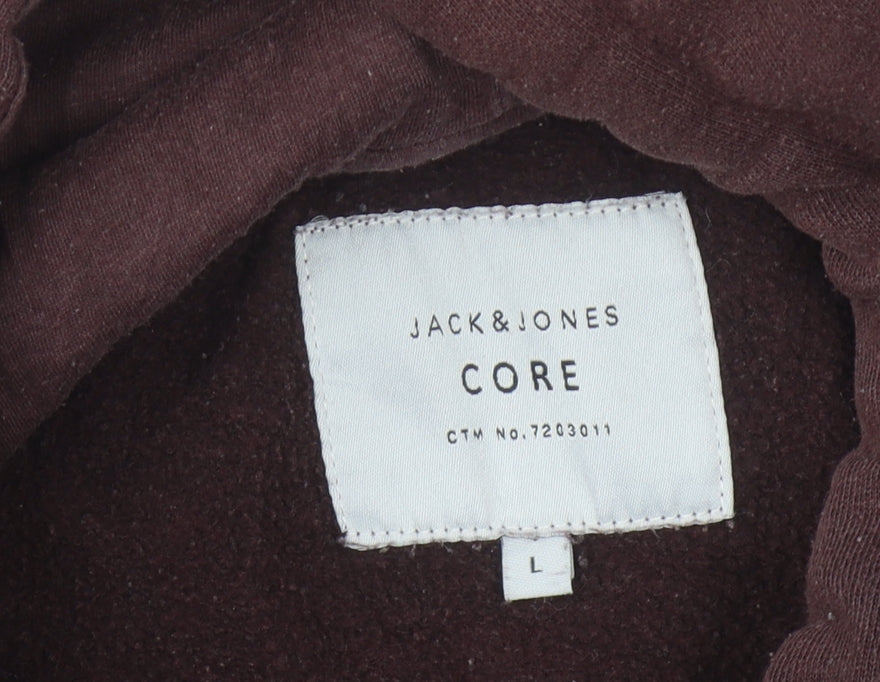 JACK&JONES
CORE
CTM No.7203011
L